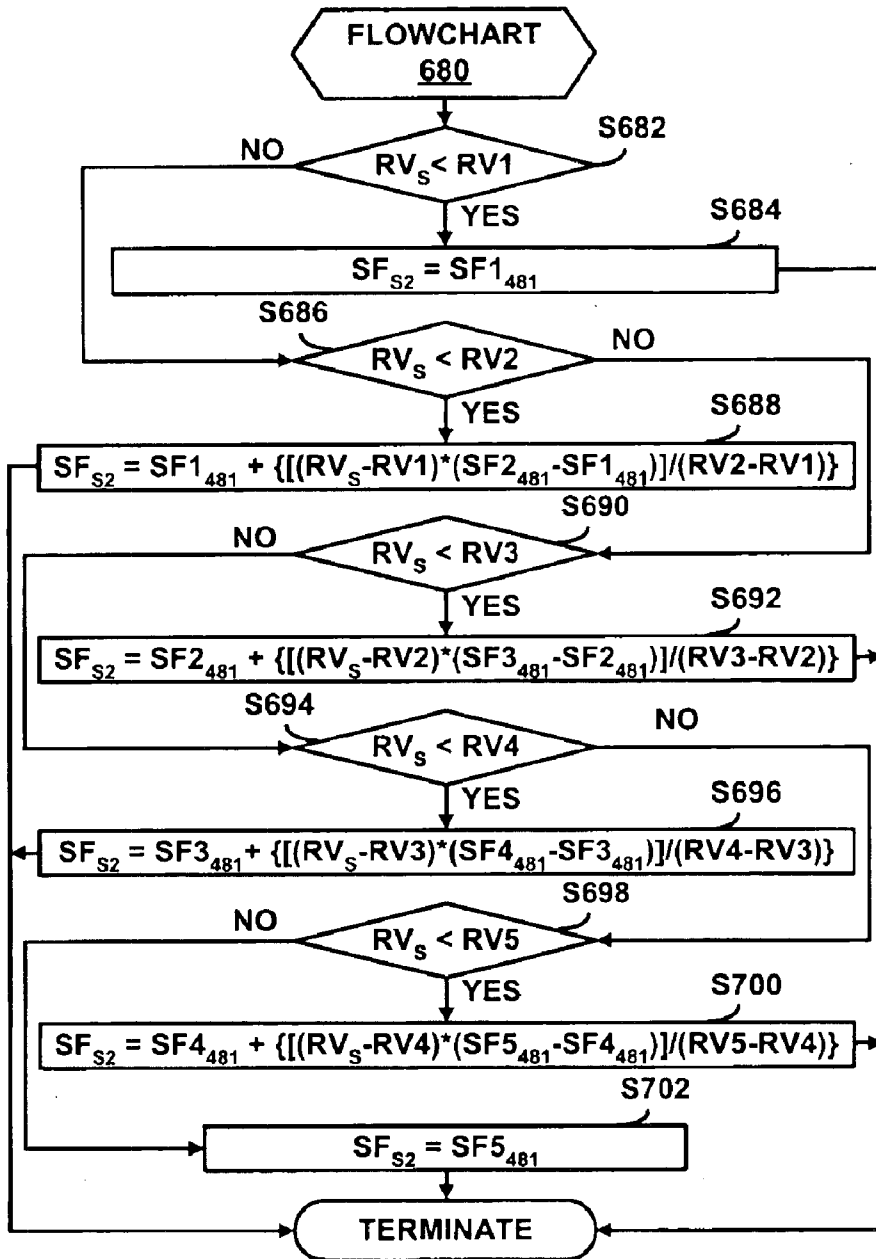 FLOWCHART
680
S682
NO
RV_S < RV1
YES
S684
SF_S2 = SF1_481
S686
NO
RV_S < RV2
YES
S688
SF_S2 = SF1_481 + {[(RV_S-RV1)*(SF2_481-SF1_481)]/(RV2-RV1)}
S690
NO
RV_S < RV3
YES
S692
SF_S2 = SF2_481 + {[(RV_S-RV2)*(SF3_481-SF2_481)]/(RV3-RV2)}
S694
NO
RV_S < RV4
YES
S696
SF_S2 = SF3_481 + {[(RV_S-RV3)*(SF4_481-SF3_481)]/(RV4-RV3)}
S698
NO
RV_S < RV5
YES
S700
SF_S2 = SF4_481 + {[(RV_S-RV4)*(SF5_481-SF4_481)]/(RV5-RV4)}
S702
SF_S2 = SF5_481
TERMINATE